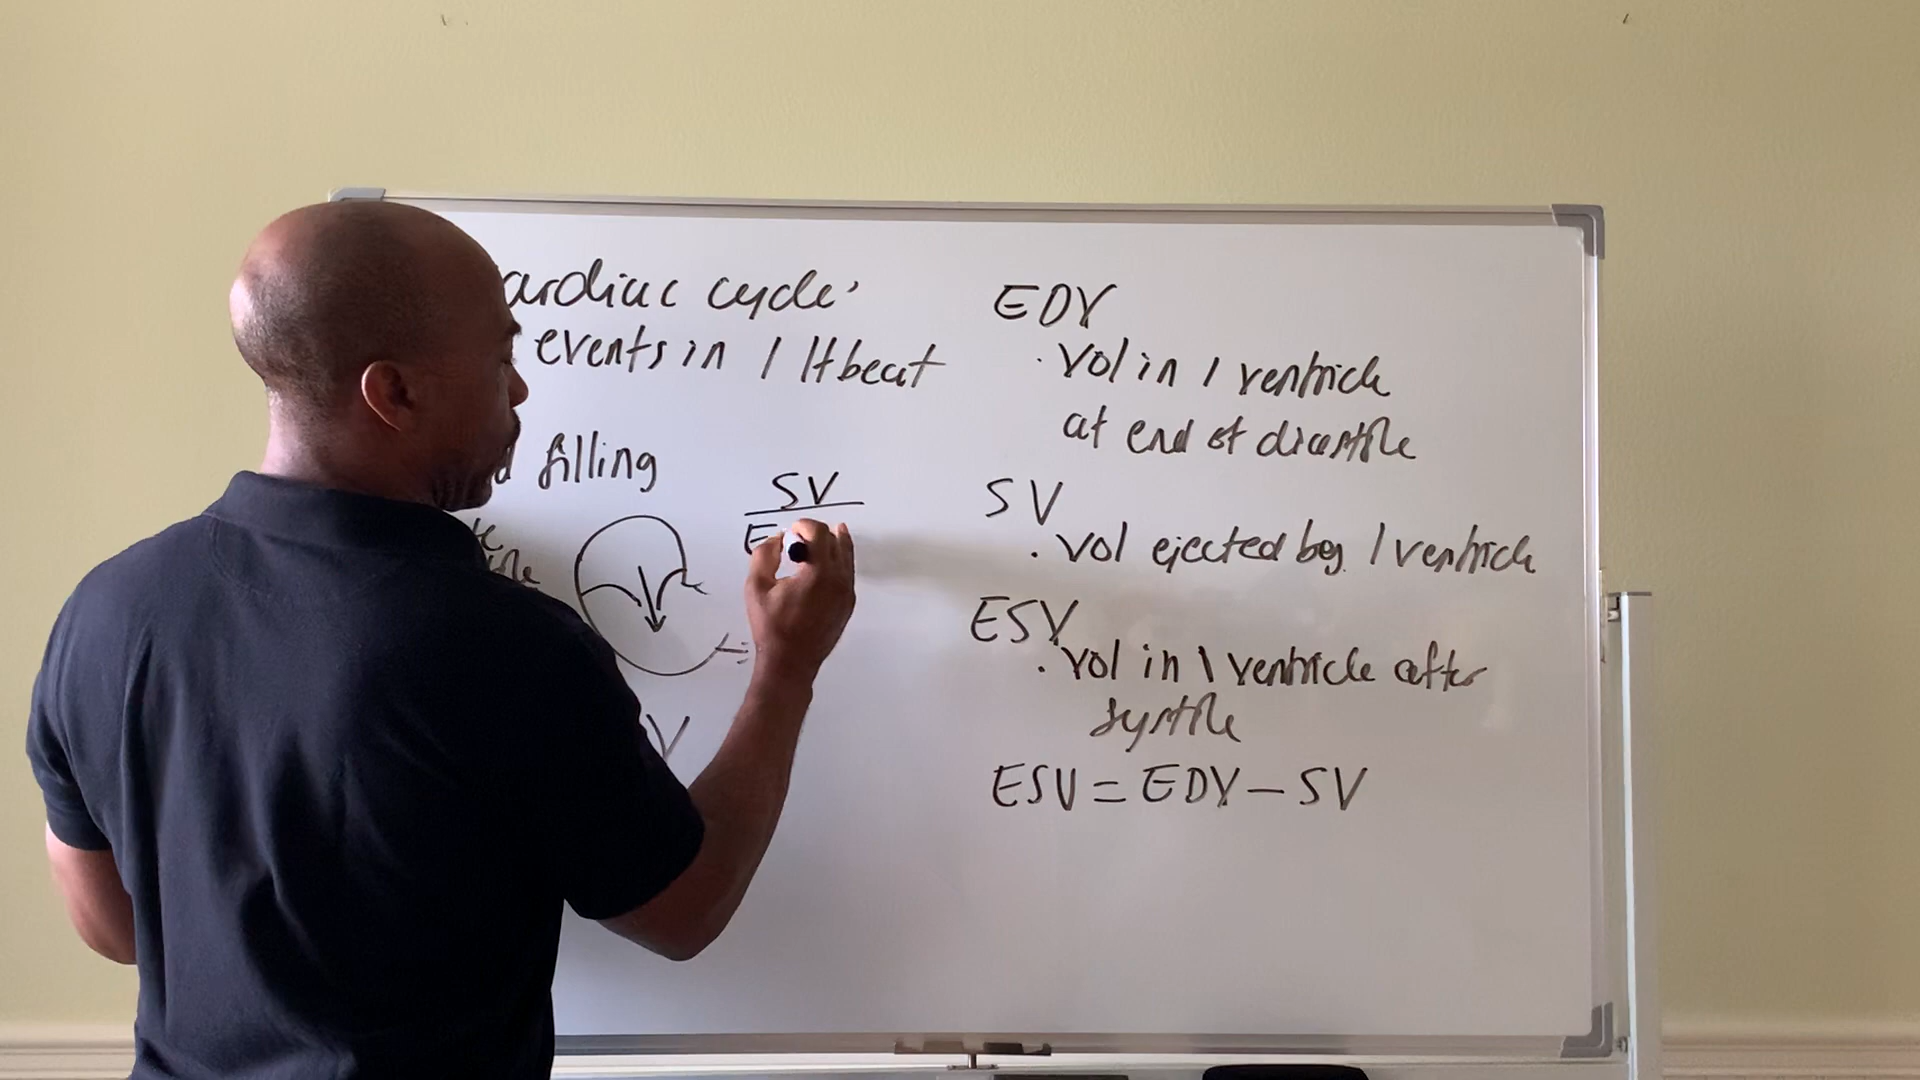 ardiac cycle:
events in 1 Htbeat
filling
SV
E
V
EDV
. Vol in 1 ventricle
at end of diastole
SV
. vol ejected by 1 ventricle
ESV
. vol in 1 ventricle after
systole
ESV = EDV - SV